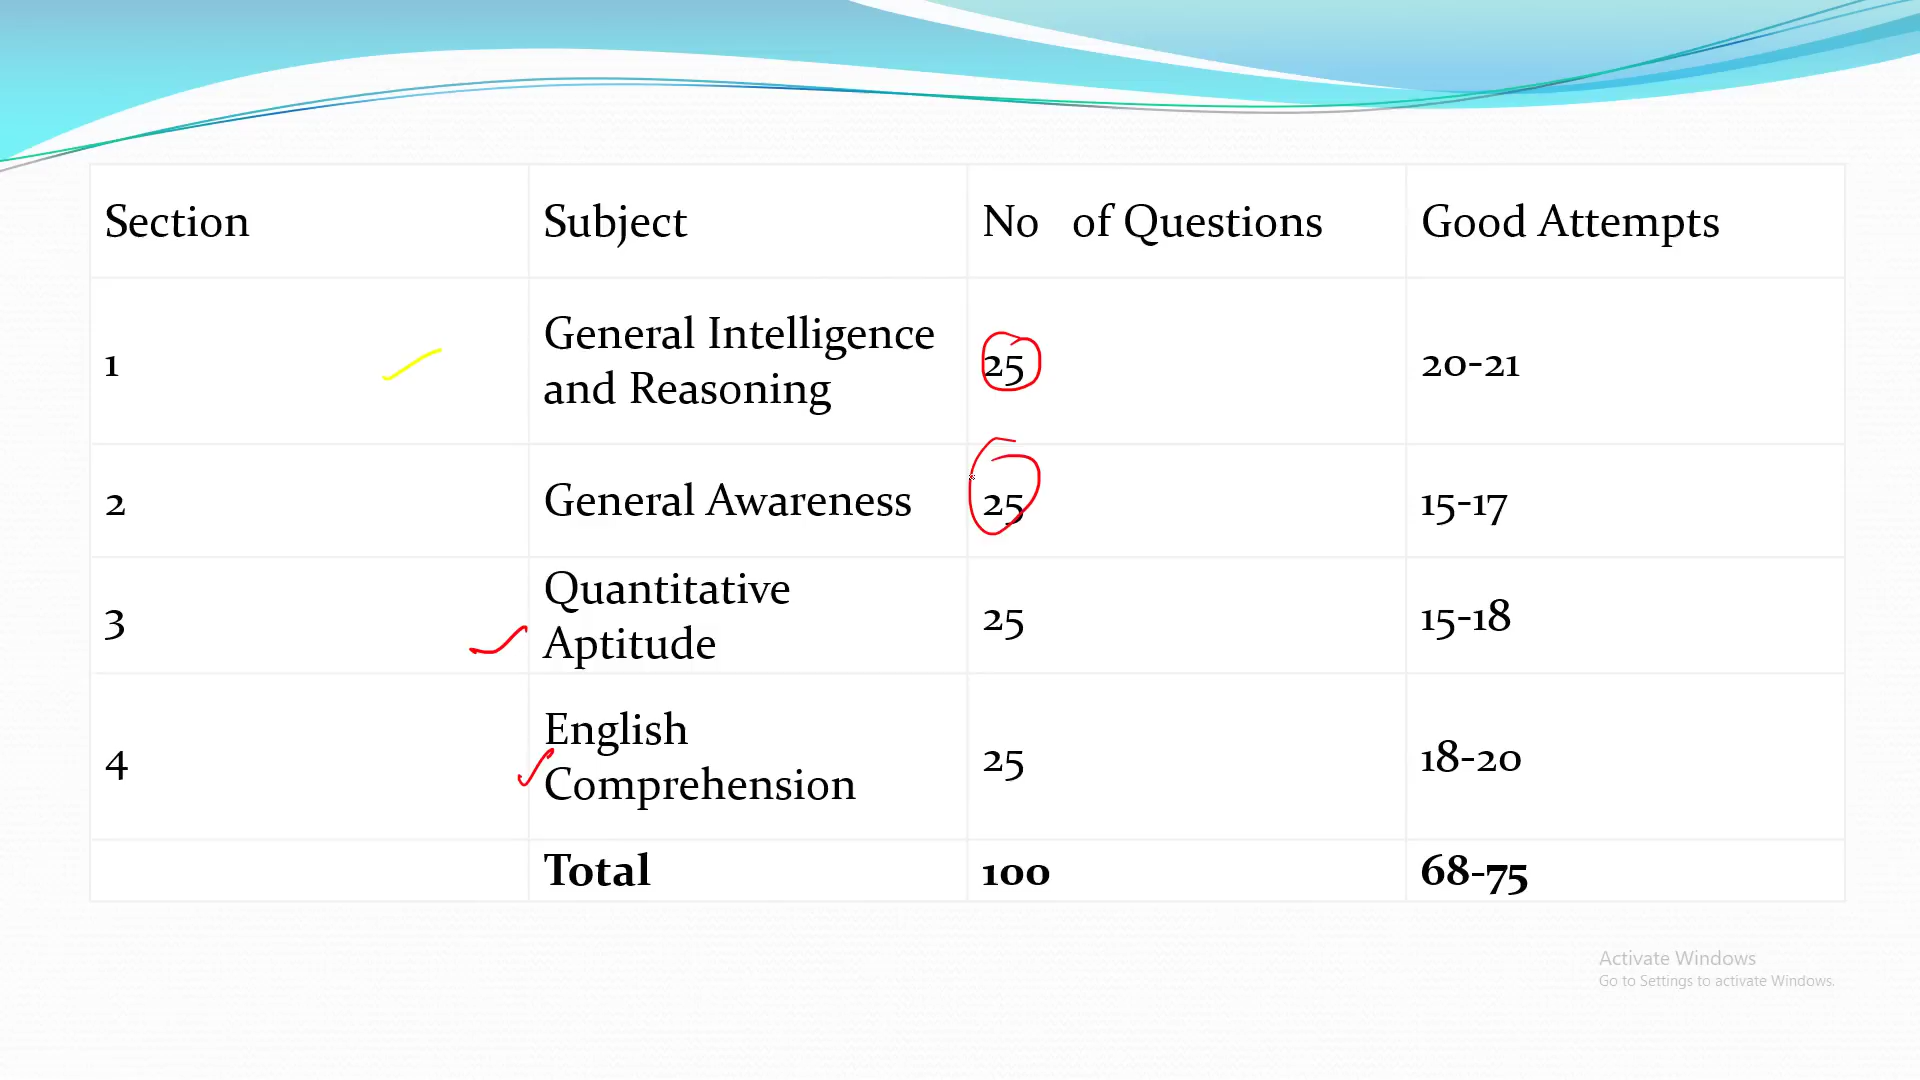 Section Subject No of Questions Good Attempts
1 General Intelligence and Reasoning 25 20-21
2 General Awareness 25 15-17
3 Quantitative Aptitude 25 15-18
4 English Comprehension 25 18-20
Total 100 68-75
Activate Windows
Go to Settings to activate Windows.